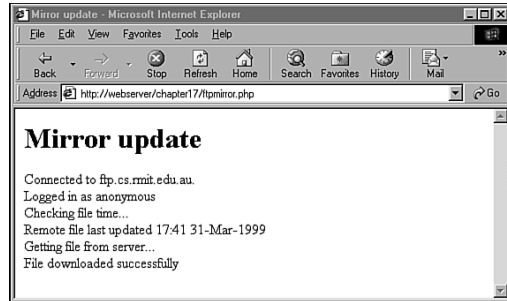 Mirror update - Microsoft Internet Explorer
File Edit View Favorites Tools Help
Back Forward Stop Refresh Home Search Favorites History Mail »
Address http://webserver/chapter17/ftpmirror.php Go
Mirror update
Connected to ftp.cs.rmit.edu.au.
Logged in as anonymous
Checking file time...
Remote file last updated 17:41 31-Mar-1999
Getting file from server...
File downloaded successfully